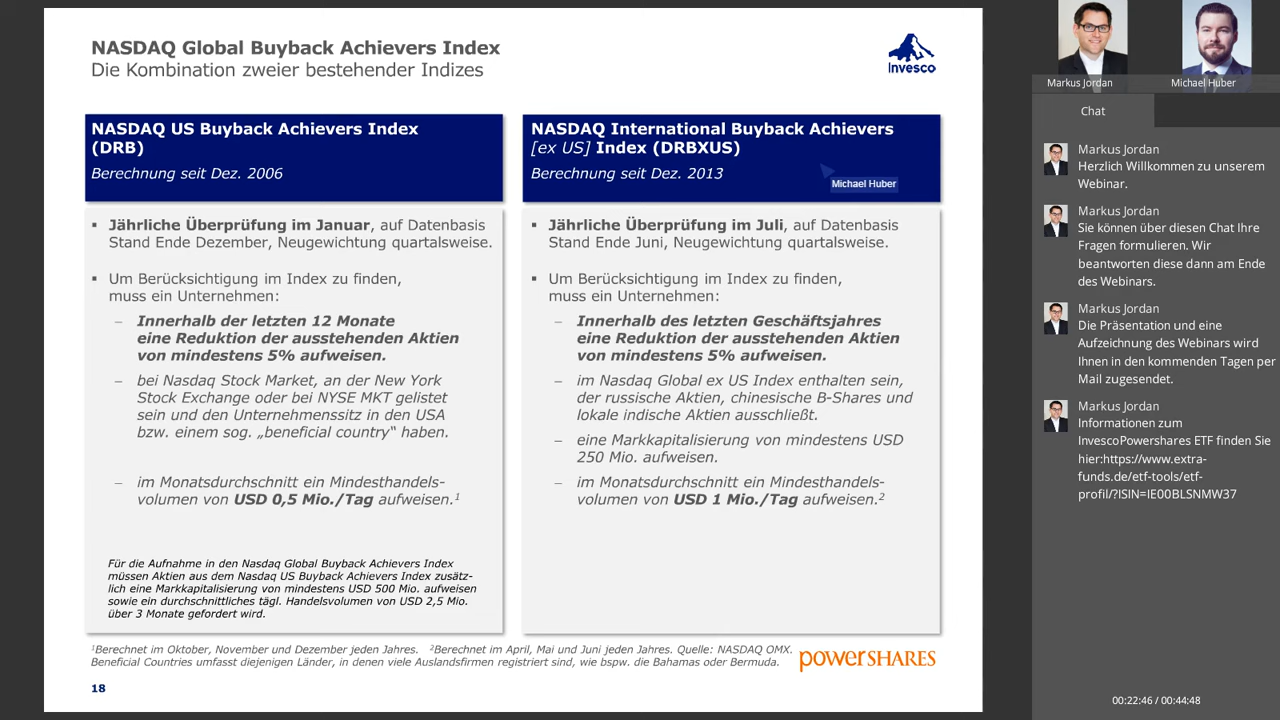 NASDAQ Global Buyback Achievers Index
Die Kombination zweier bestehender Indizes
Invesco
NASDAQ US Buyback Achievers Index
(DRB)
Berechnung seit Dez. 2006
▪ Jährliche Überprüfung im Januar, auf Datenbasis
Stand Ende Dezember, Neugewichtung quartalsweise.
▪ Um Berücksichtigung im Index zu finden,
muss ein Unternehmen:
– Innerhalb der letzten 12 Monate
eine Reduktion der ausstehenden Aktien
von mindestens 5% aufweisen.
– bei Nasdaq Stock Market, an der New York
Stock Exchange oder bei NYSE MKT gelistet
sein und den Unternehmenssitz in den USA
bzw. einem sog. „beneficial country“ haben.
– im Monatsdurchschnitt ein Mindesthandels-
volumen von USD 0,5 Mio./Tag aufweisen.¹
Für die Aufnahme in den Nasdaq Global Buyback Achievers Index
müssen Aktien aus dem Nasdaq US Buyback Achievers Index zusätz-
lich eine Markkapitalisierung von mindestens USD 500 Mio. aufweisen
sowie ein durchschnittliches tägl. Handelsvolumen von USD 2,5 Mio.
über 3 Monate gefordert wird.
NASDAQ International Buyback Achievers
[ex US] Index (DRBXUS)
Berechnung seit Dez. 2013
Michael Huber
▪ Jährliche Überprüfung im Juli, auf Datenbasis
Stand Ende Juni, Neugewichtung quartalsweise.
▪ Um Berücksichtigung im Index zu finden,
muss ein Unternehmen:
– Innerhalb des letzten Geschäftsjahres
eine Reduktion der ausstehenden Aktien
von mindestens 5% aufweisen.
– im Nasdaq Global ex US Index enthalten sein,
der russische Aktien, chinesische B-Shares und
lokale indische Aktien ausschließt.
– eine Markkapitalisierung von mindestens USD
250 Mio. aufweisen.
– im Monatsdurchschnitt ein Mindesthandels-
volumen von USD 1 Mio./Tag aufweisen.²
¹Berechnet im Oktober, November und Dezember jeden Jahres. ²Berechnet im April, Mai und Juni jeden Jahres. Quelle: NASDAQ OMX.
Beneficial Countries umfasst diejenigen Länder, in denen viele Auslandsfirmen registriert sind, wie bspw. die Bahamas oder Bermuda.
powerSHARES
18
Markus Jordan
Michael Huber
Chat
Markus Jordan
Herzlich Willkommen zu unserem
Webinar.
Markus Jordan
Sie können über diesen Chat Ihre
Fragen formulieren. Wir
beantworten diese dann am Ende
des Webinars.
Markus Jordan
Die Präsentation und eine
Aufzeichnung des Webinars wird
Ihnen in den kommenden Tagen per
Mail zugesendet.
Markus Jordan
Informationen zum
InvescoPowershares ETF finden Sie
hier:https://www.extra-
funds.de/etf-tools/etf-
profil/?ISIN=IE00BLSNMW37
00:22:46 / 00:44:48